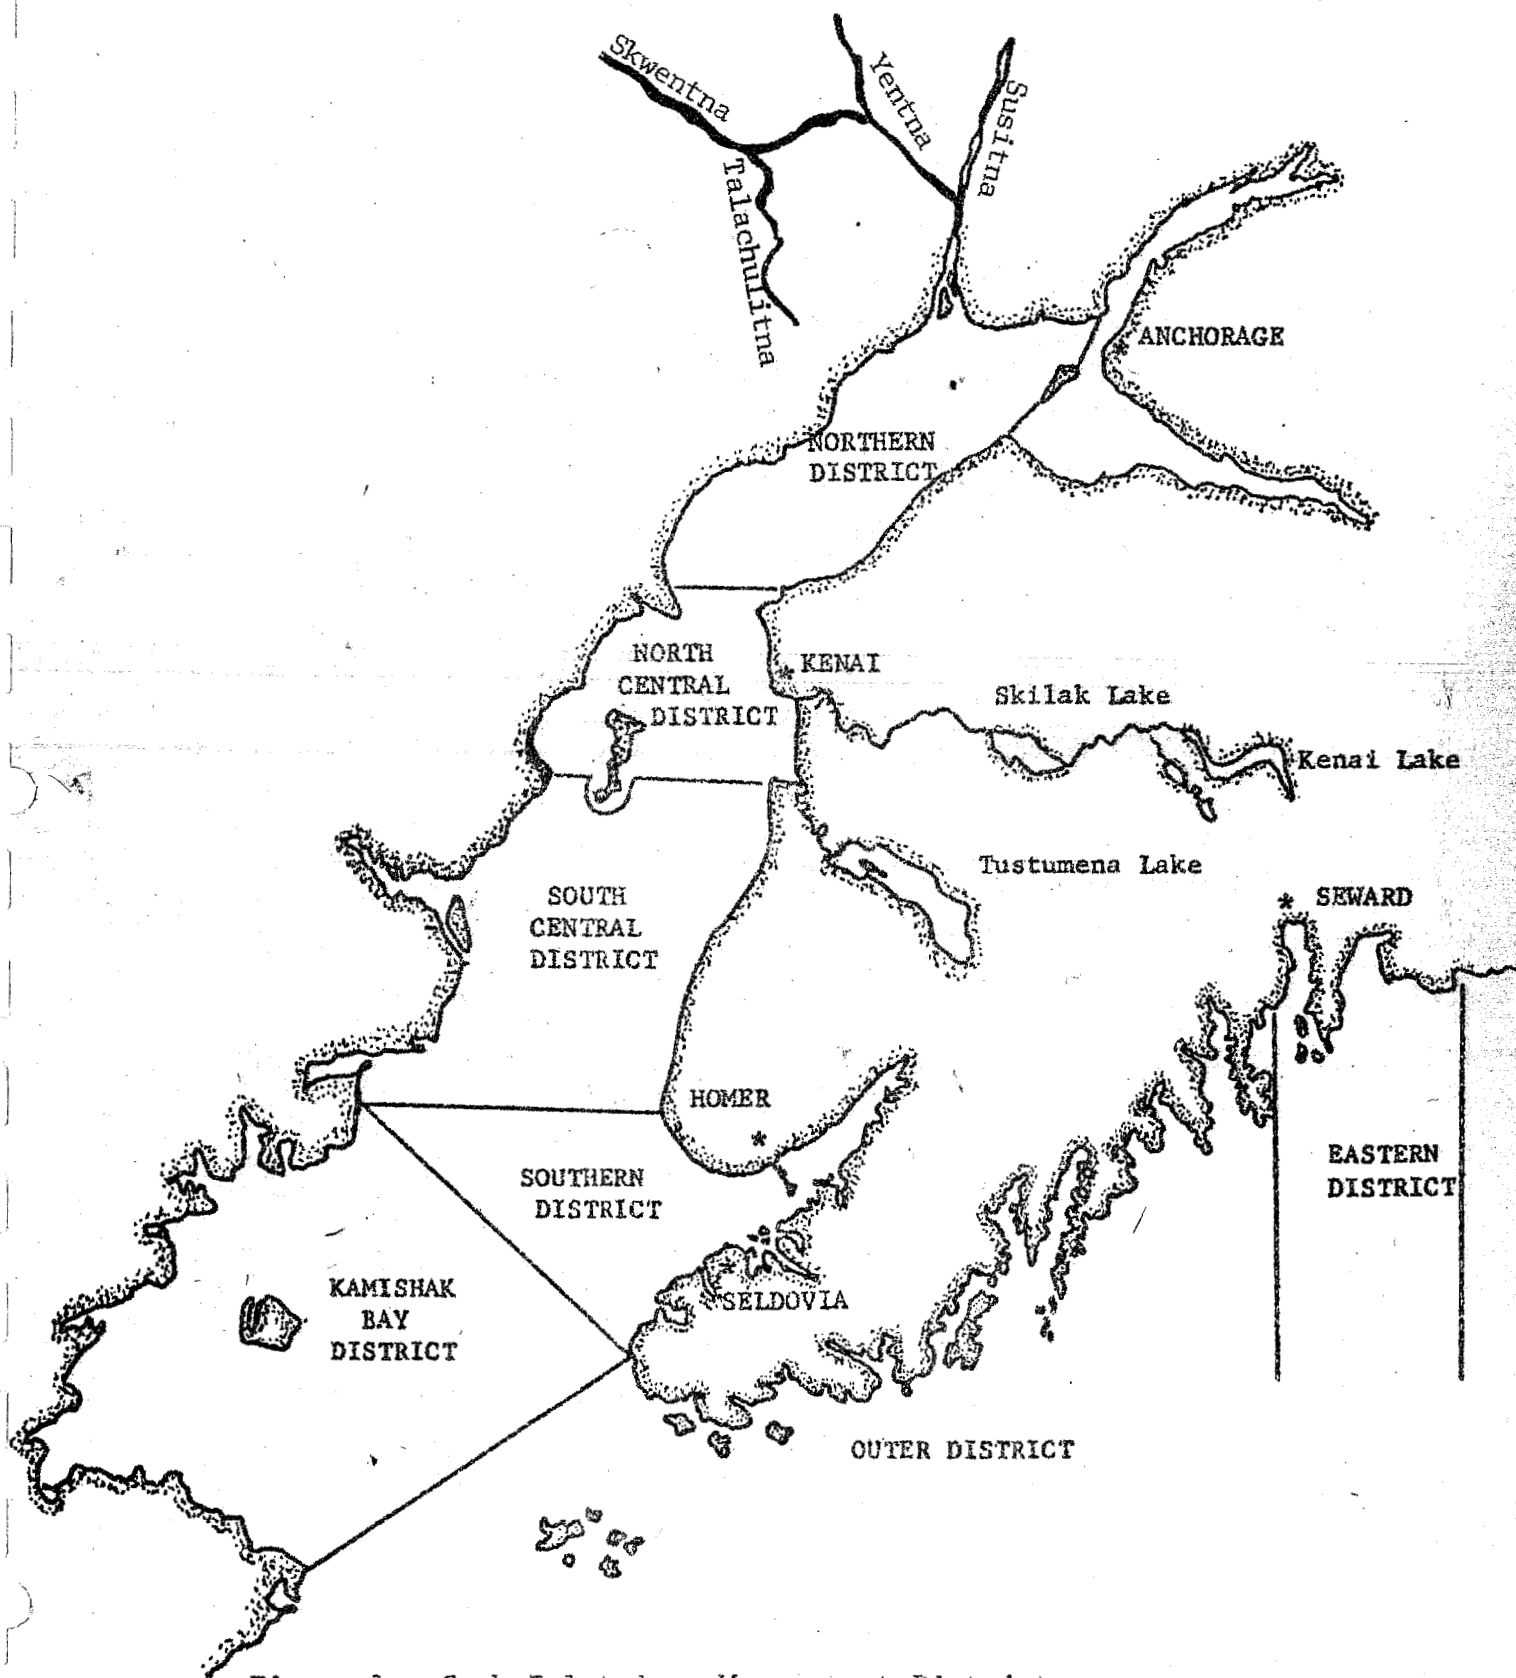 Skwentna
Yentna
Susitna
Talachulitna
ANCHORAGE
NORTHERN
DISTRICT
NORTH
CENTRAL
DISTRICT
KENAI
Skilak Lake
Kenai Lake
Tustumena Lake
SOUTH
CENTRAL
DISTRICT
SEWARD
HOMER
SOUTHERN
DISTRICT
EASTERN
DISTRICT
KAMISHAK
BAY
DISTRICT
SELDOVIA
OUTER DISTRICT